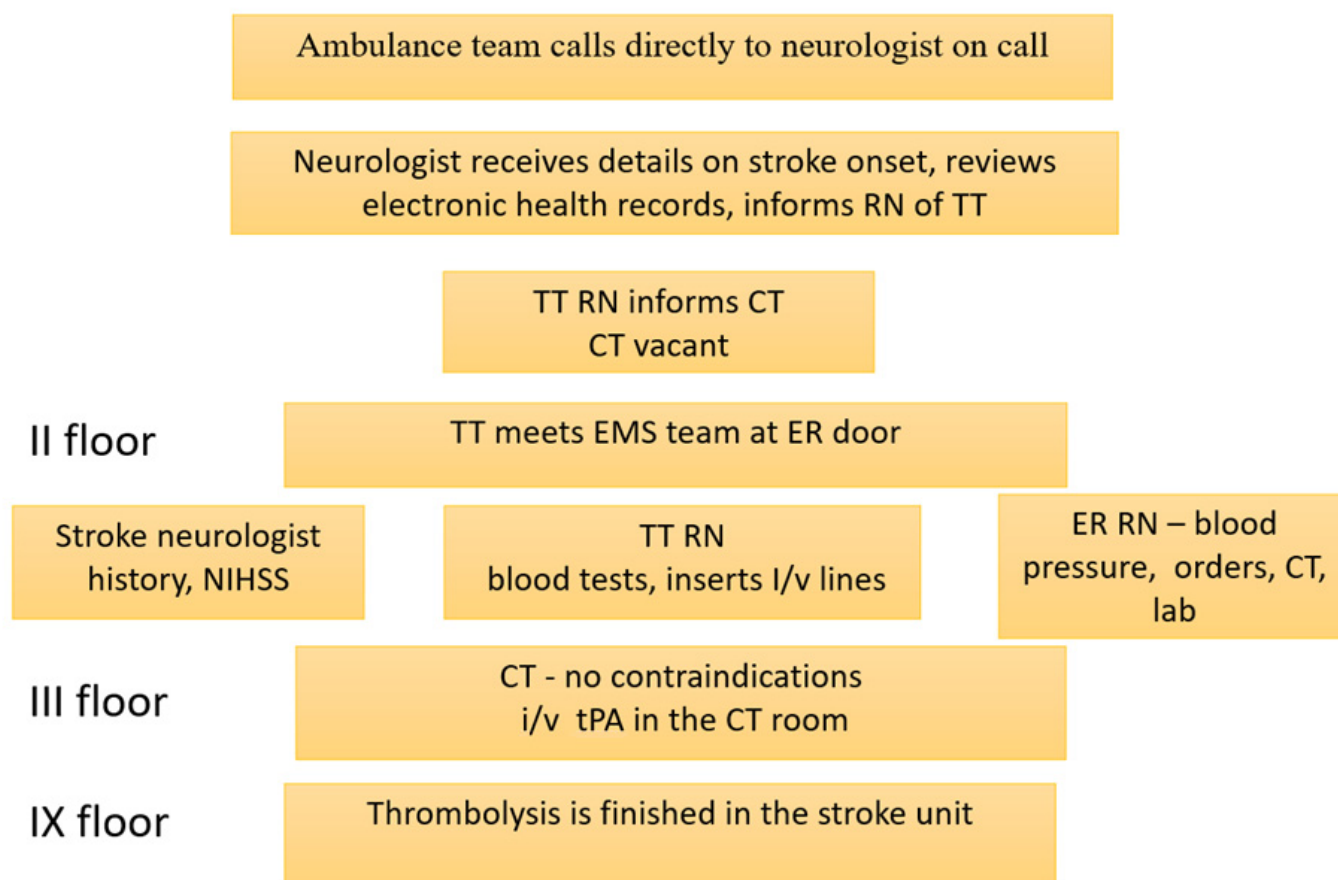 Ambulance team calls directly to neurologist on call
Neurologist receives details on stroke onset, reviews
electronic health records, informs RN of TT
TT RN informs CT
CT vacant
II floor
TT meets EMS team at ER door
Stroke neurologist
history, NIHSS
TT RN
blood tests, inserts I/v lines
ER RN – blood
pressure, orders, CT,
lab
III floor
CT - no contraindications
i/v tPA in the CT room
IX floor
Thrombolysis is finished in the stroke unit